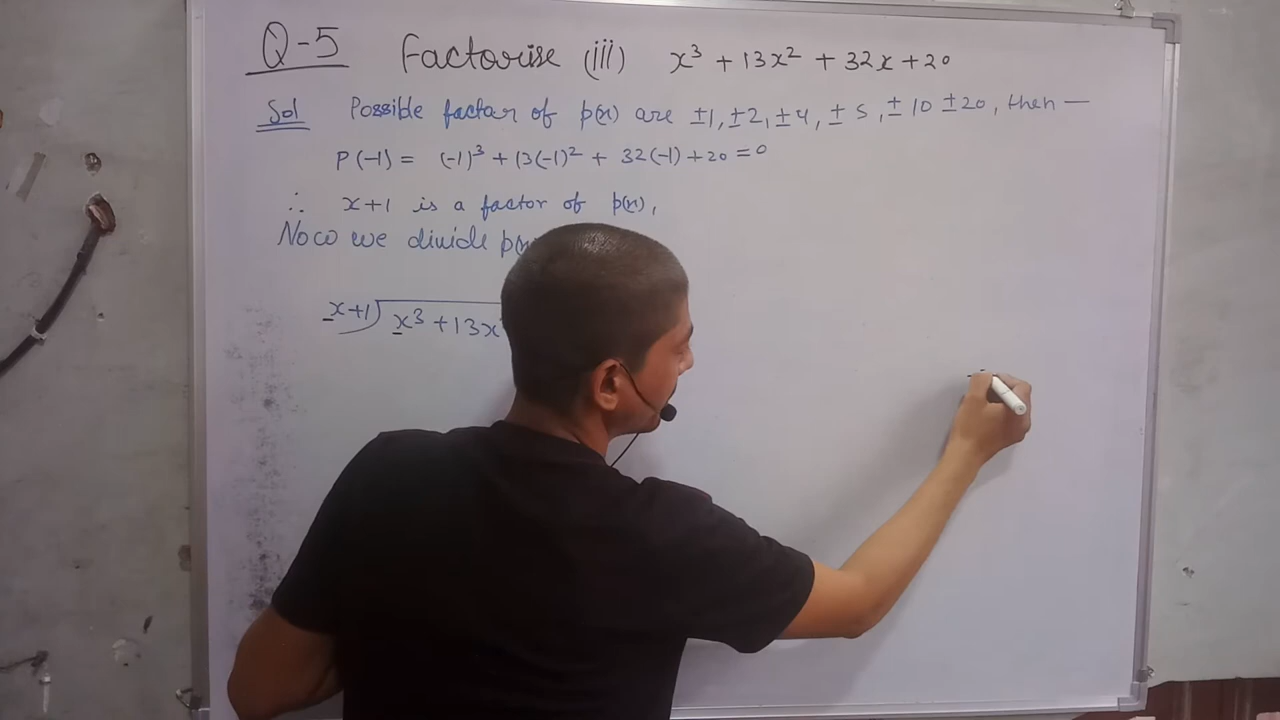 Q-5 Factorise (iii) x³ + 13x² + 32x + 20
Sol Possible factor of p(x) are ±1, ±2, ±4, ±5, ±10 ±20, then —
P(-1) = (-1)³ + 13(-1)² + 32(-1) + 20 = 0
∴ x+1 is a factor of p(x),
Now we divide
x+1) x³ + 13x